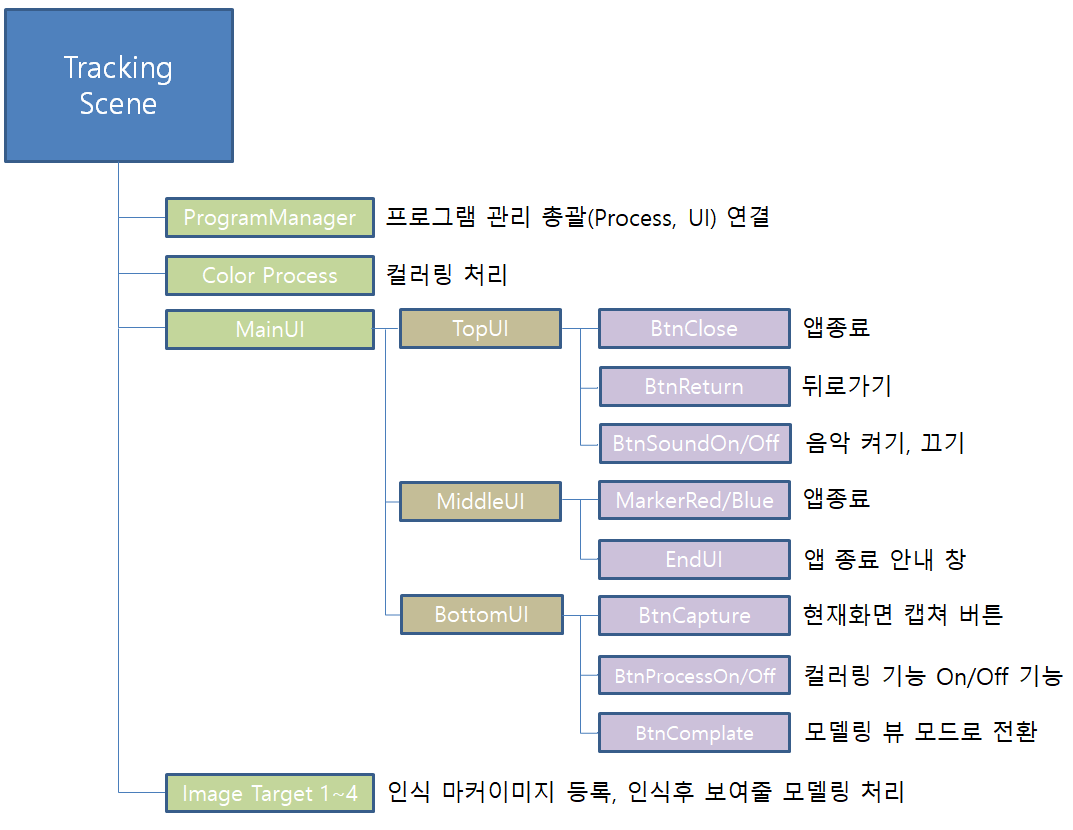 Tracking
Scene
ProgramManager 프로그램 관리 총괄(Process, UI) 연결
Color Process 컬러링 처리
MainUI TopUI BtnClose 앱종료
BtnReturn 뒤로가기
BtnSoundOn/Off 음악 켜기, 끄기
MiddleUI MarkerRed/Blue 앱종료
EndUI 앱 종료 안내 창
BottomUI BtnCapture 현재화면 캡쳐 버튼
BtnProcessOn/Off 컬러링 기능 On/Off 기능
BtnComplate 모델링 뷰 모드로 전환
Image Target 1~4 인식 마커이미지 등록, 인식후 보여줄 모델링 처리